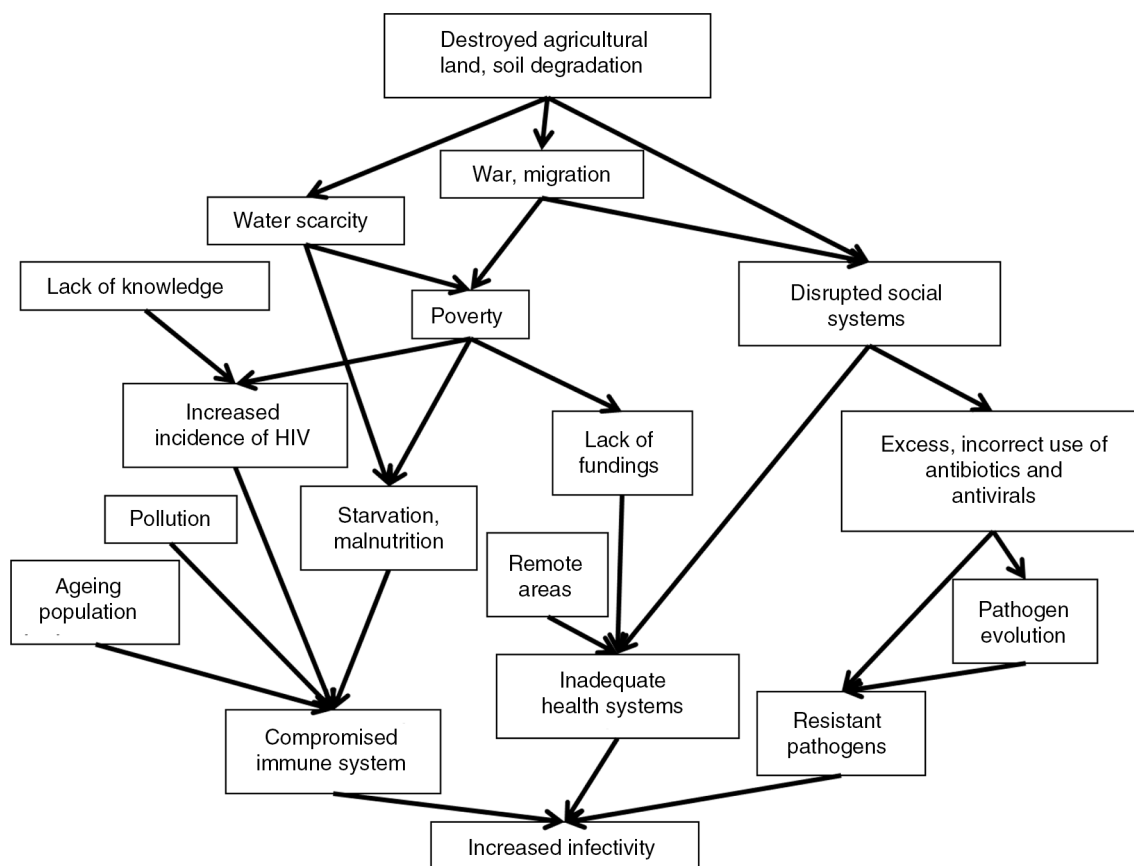 Destroyed agricultural
land, soil degradation
War, migration
Water scarcity
Lack of knowledge
Disrupted social
systems
Poverty
Increased
incidence of HIV
Lack of
fundings
Excess, incorrect use of
antibiotics and
antivirals
Pollution
Starvation,
malnutrition
Remote
areas
Ageing
population
Pathogen
evolution
Inadequate
health systems
Resistant
pathogens
Compromised
immune system
Increased infectivity